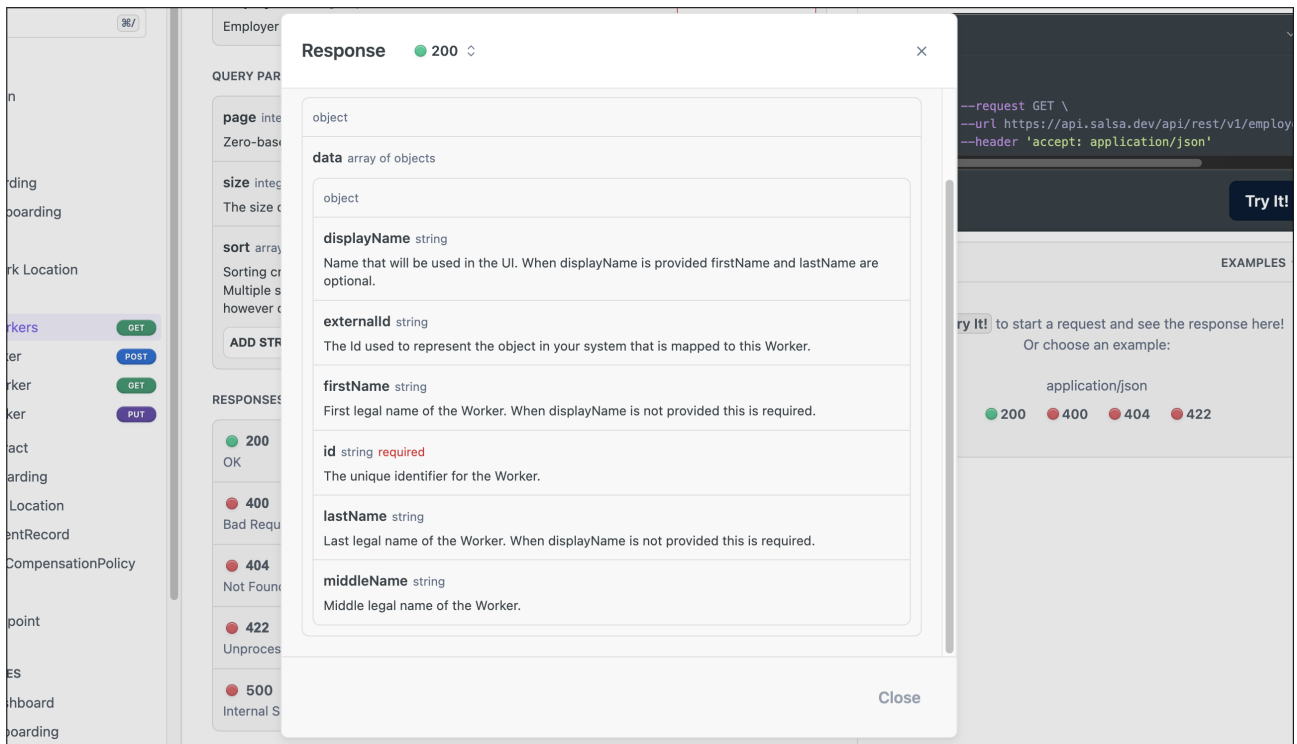 ⌘/
n
rding
boarding
rk Location
rkers GET
er POST
rker GET
ker PUT
act
arding
Location
entRecord
CompensationPolicy
point
ES
shboard
boarding
Employer
QUERY PAR
page inte
Zero-base
size integ
The size o
sort array
Sorting cr
Multiple s
however
ADD STR
RESPONSES
200
OK
400
Bad Requ
404
Not Found
422
Unproces
500
Internal S
Response 200
object
data array of objects
object
displayName string
Name that will be used in the UI. When displayName is provided firstName and lastName are
optional.
externalId string
The Id used to represent the object in your system that is mapped to this Worker.
firstName string
First legal name of the Worker. When displayName is not provided this is required.
id string required
The unique identifier for the Worker.
lastName string
Last legal name of the Worker. When displayName is not provided this is required.
middleName string
Middle legal name of the Worker.
Close
--request GET \
--url https://api.salsa.dev/api/rest/v1/employe
--header 'accept: application/json'
Try It!
EXAMPLES
ry It! to start a request and see the response here!
Or choose an example:
application/json
200 400 404 422